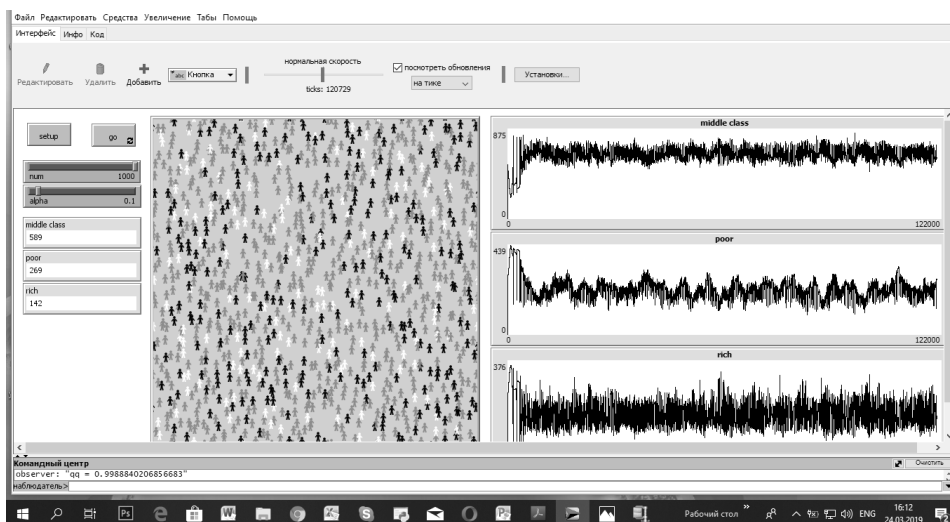 Файл Редактировать Средства Увеличение Табы Помощь
Интерфейс Инфо Код
Редактировать Удалить Добавить
abc Кнопка
нормальная скорость
ticks: 120729
посмотреть обновления
на тике
Установки...
setup
go
num 1000
alpha 0.1
middle class
589
poor
269
rich
142
middle class
875
0
0 122000
poor
439
0
0 122000
rich
376
Командный центр
Очистить
observer: "qq = 0.9988840206856683"
наблюдатель>
Ps
Рабочий стол
ENG
16:12
24.03.2019